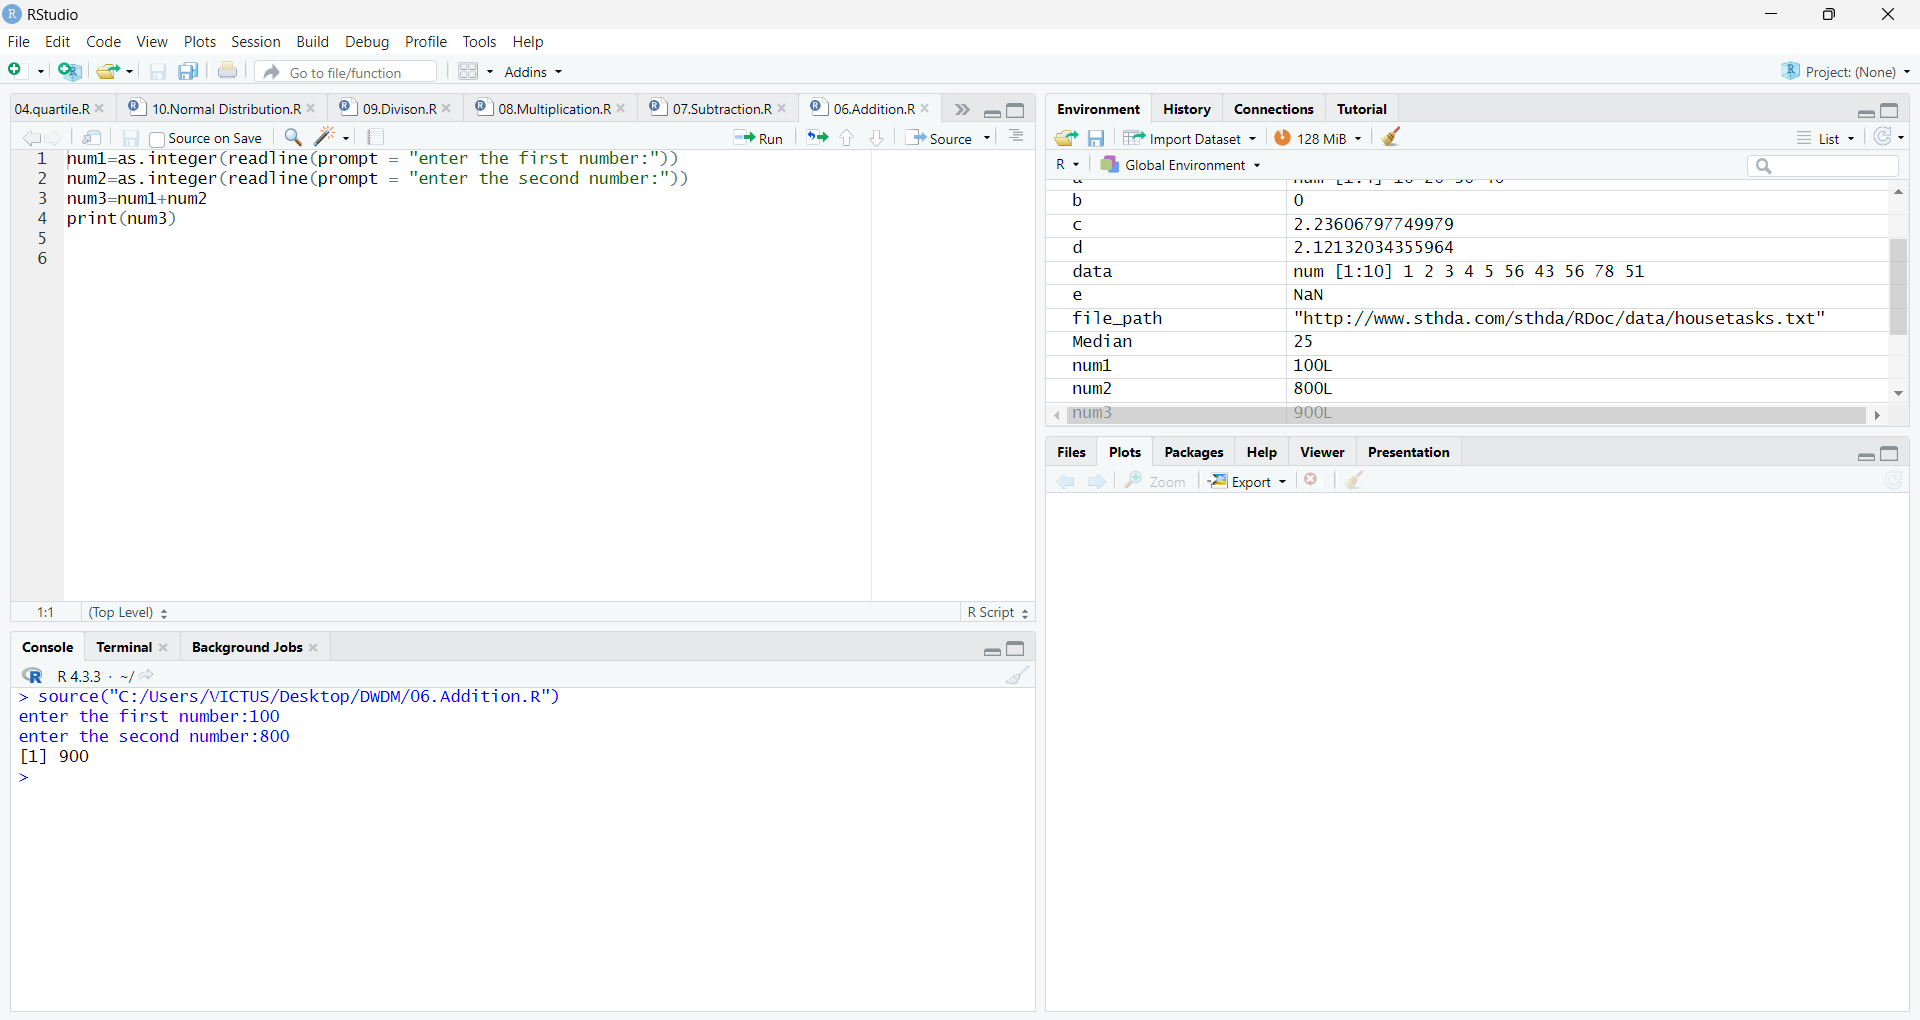 RStudio
File Edit Code View Plots Session Build Debug Profile Tools Help
Go to file/function Addins Project: (None)
04.quartile.R 10.Normal Distribution.R 09.Divison.R 08.Multiplication.R 07.Subtraction.R 06.Addition.R
Source on Save Run Source
1 num1=as.integer(readline(prompt = "enter the first number:"))
2 num2=as.integer(readline(prompt = "enter the second number:"))
3 num3=num1+num2
4 print(num3)
5
6
1:1 (Top Level) R Script
Console Terminal Background Jobs
R 4.3.3 · ~/
> source("C:/Users/VICTUS/Desktop/DWDM/06.Addition.R")
enter the first number:100
enter the second number:800
[1] 900
>
Environment History Connections Tutorial
Import Dataset 128 MiB List
R Global Environment
b 0
c 2.23606797749979
d 2.12132034355964
data num [1:10] 1 2 3 4 5 56 43 56 78 51
e NaN
file_path "http://www.sthda.com/sthda/RDoc/data/housetasks.txt"
Median 25
num1 100L
num2 800L
num3 900L
Files Plots Packages Help Viewer Presentation
Zoom Export